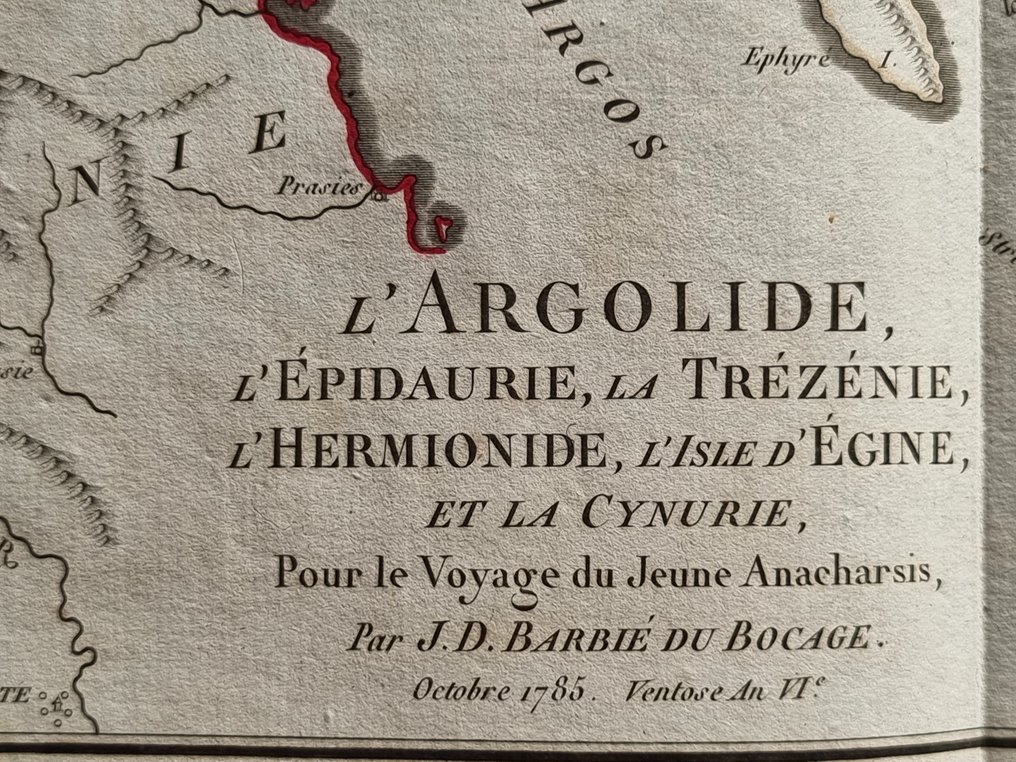 ARGOS
Ephyré I.
NIE
Prasies
L'ARGOLIDE,
L'ÉPIDAURIE, LA TRÉZÉNIE,
L'HERMIONIDE, L'ISLE D'ÉGINE,
ET LA CYNURIE,
Pour le Voyage du Jeune Anacharsis,
Par J.D. BARBIÉ DU BOCAGE.
Octobre 1785. Ventose An VI.e